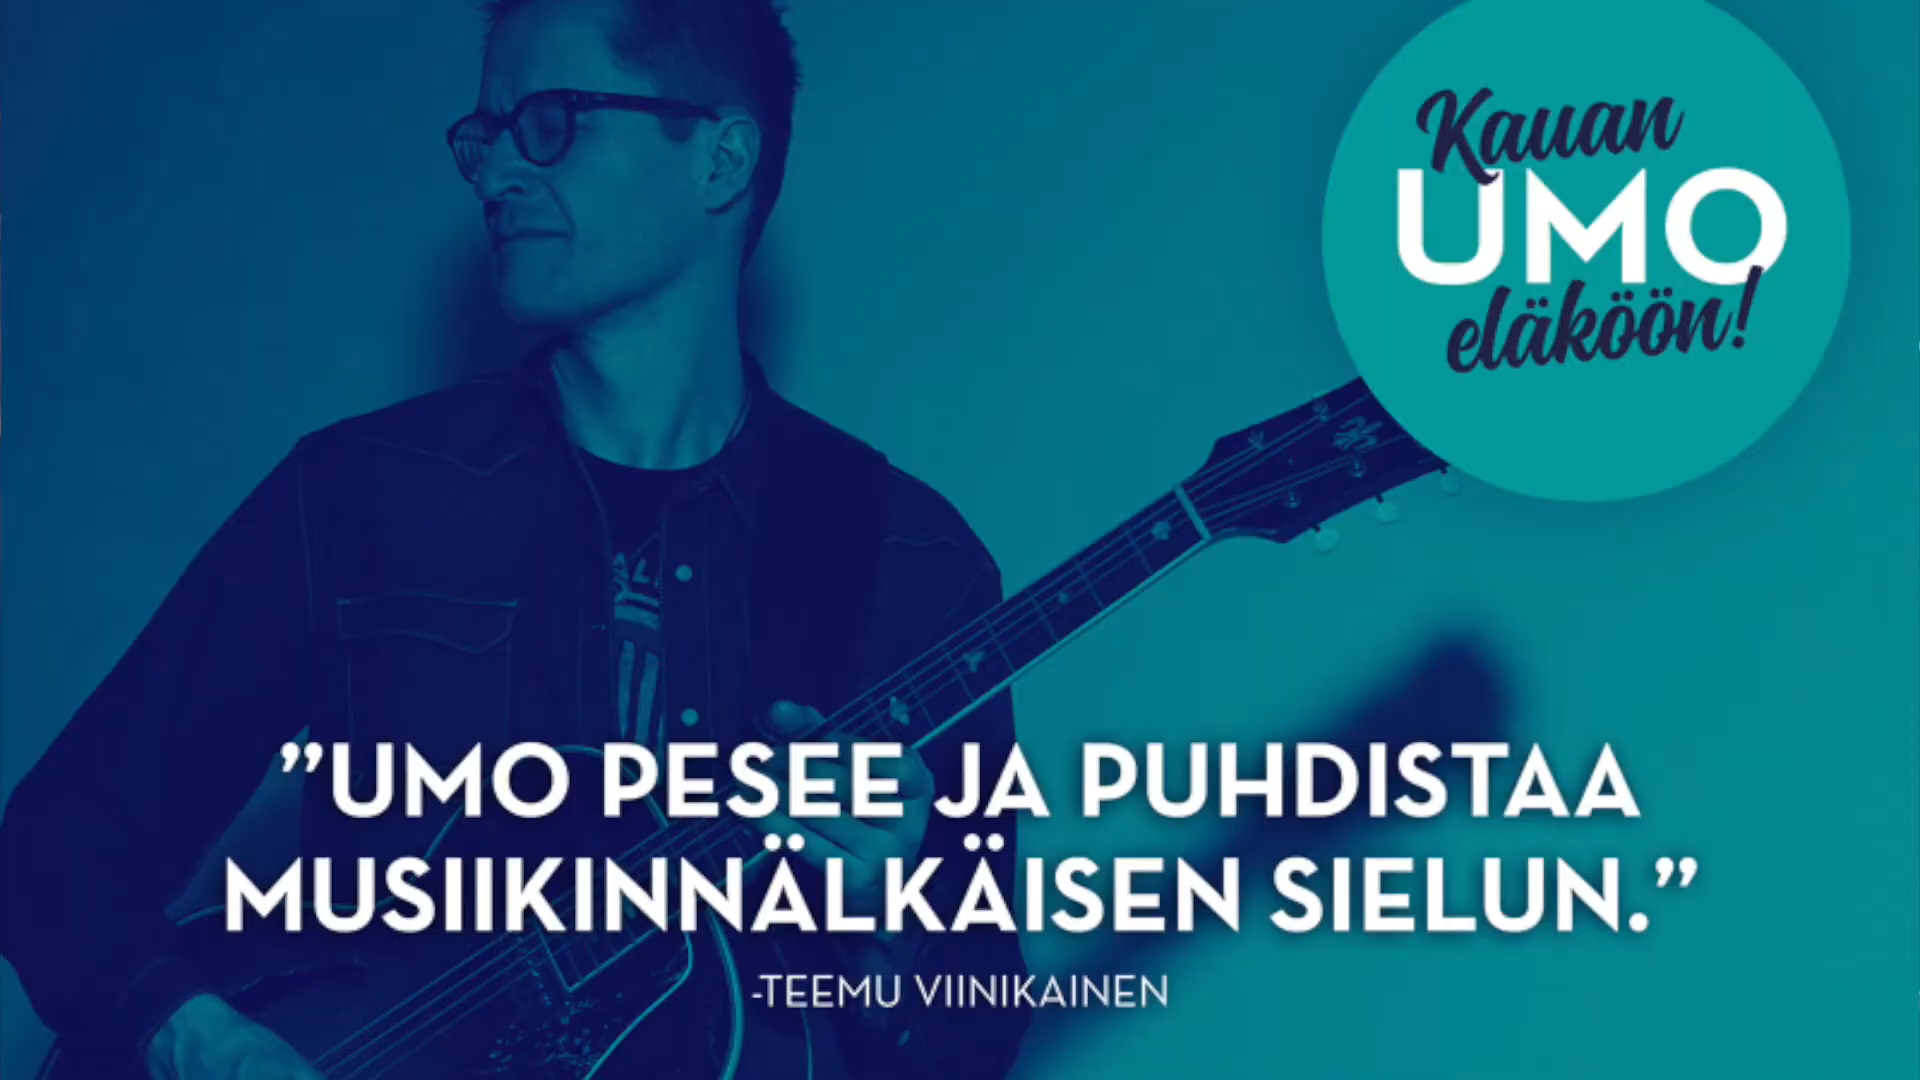 Kauan
UMO
eläköön!
”UMO PESEE JA PUHDISTAA
MUSIIKINNÄLKÄISEN SIELUN.”
-TEEMU VIINIKAINEN